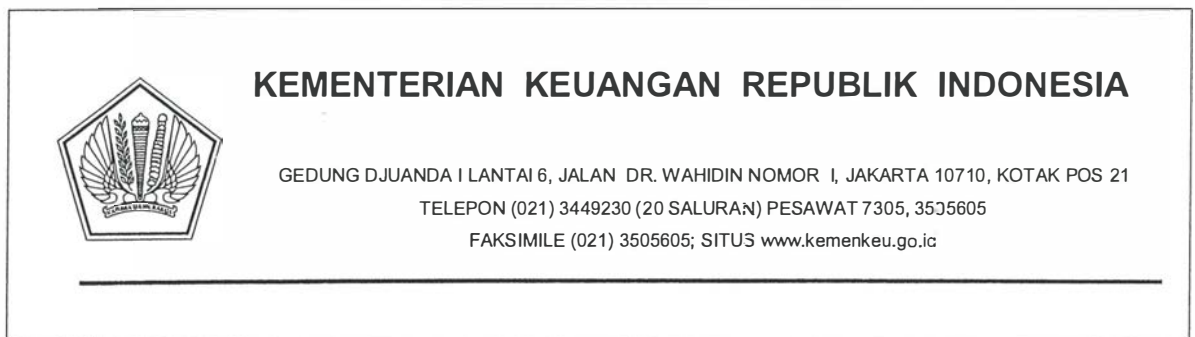 KEMENTERIAN KEUANGAN REPUBLIK INDONESIA
GEDUNG DJUANDA I LANTAI 6, JALAN DR. WAHIDIN NOMOR I, JAKARTA 10710, KOTAK POS 21
TELEPON (021) 3449230 (20 SALURAN) PESAWAT 7305, 3505605
FAKSIMILE (021) 3505605; SITUS www.kemenkeu.go.id